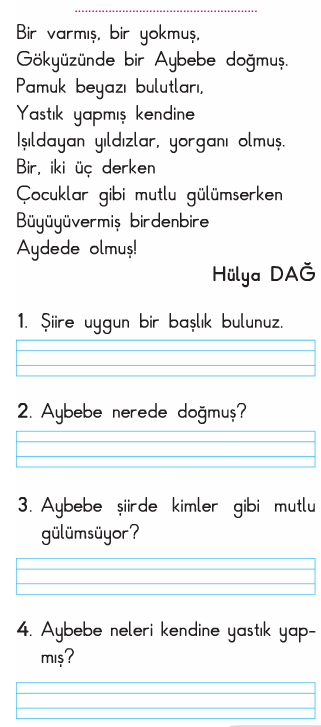 Bir varmış, bir yokmuş,
Gökyüzünde bir Aybebe doğmuş.
Pamuk beyazı bulutları,
Yastık yapmış kendine
Işıldayan yıldızlar, yorganı olmuş.
Bir, iki üç derken
Çocuklar gibi mutlu gülümserken
Büyüyüvermiş birdenbire
Aydede olmuş!
Hülya DAĞ
1. Şiire uygun bir başlık bulunuz.
2. Aybebe nerede doğmuş?
3. Aybebe şiirde kimler gibi mutlu
gülümsüyor?
4. Aybebe neleri kendine yastık yap-
mış?